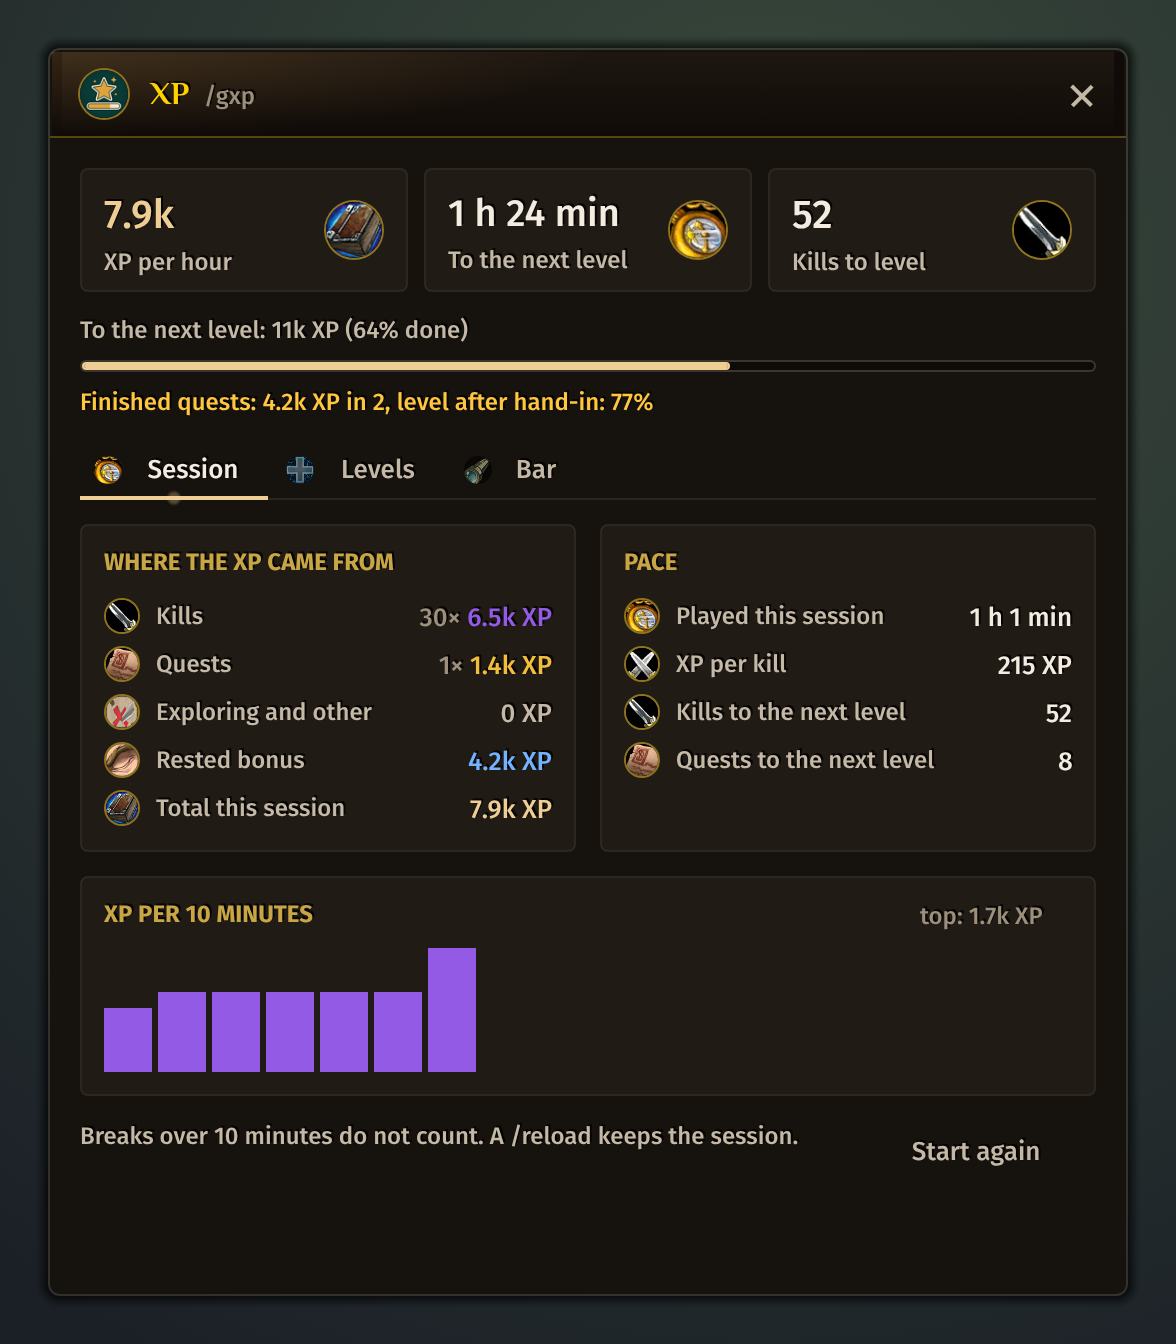 XP /gxp
7.9k
XP per hour
1 h 24 min
To the next level
52
Kills to level
To the next level: 11k XP (64% done)
Finished quests: 4.2k XP in 2, level after hand-in: 77%
Session Levels Bar
WHERE THE XP CAME FROM
Kills 30× 6.5k XP
Quests 1× 1.4k XP
Exploring and other 0 XP
Rested bonus 4.2k XP
Total this session 7.9k XP
PACE
Played this session 1 h 1 min
XP per kill 215 XP
Kills to the next level 52
Quests to the next level 8
XP PER 10 MINUTES top: 1.7k XP
Breaks over 10 minutes do not count. A /reload keeps the session.
Start again